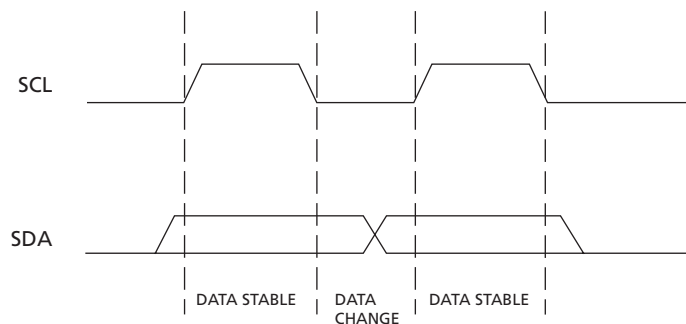 SCL
SDA
DATA STABLE
DATA
CHANGE
DATA STABLE